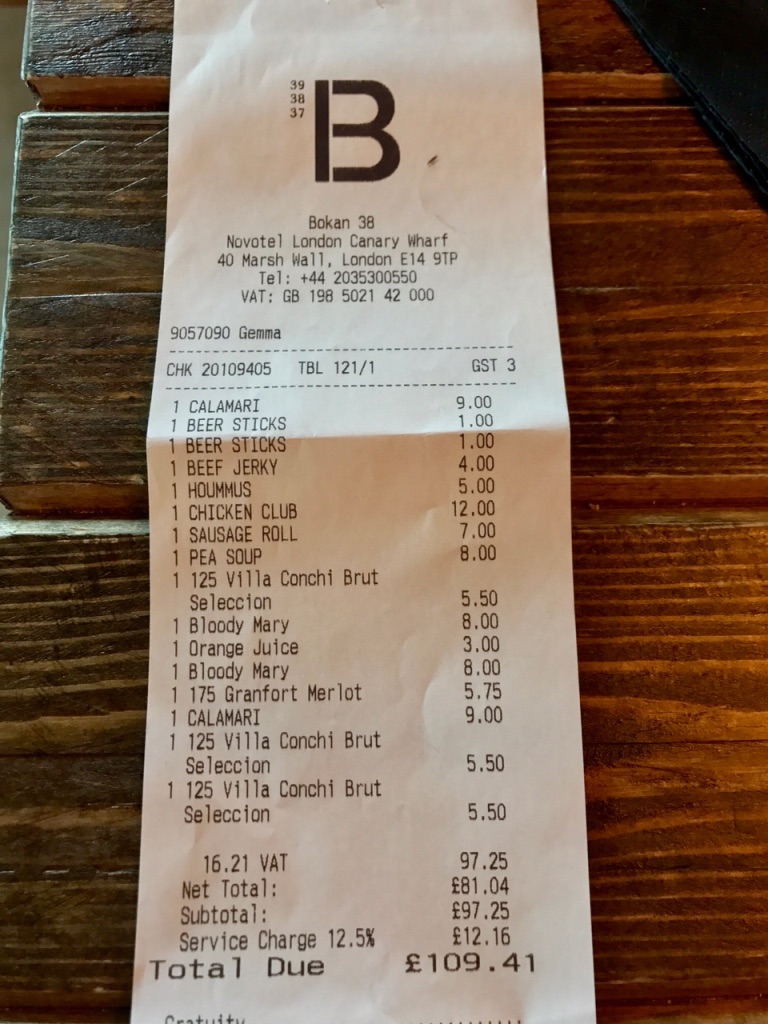 39
38
37
B
Bokan 38
Novotel London Canary Wharf
40 Marsh Wall, London E14 9TP
Tel: +44 2035300550
VAT: GB 198 5021 42 000
9057090 Gemma
CHK 20109405 TBL 121/1 GST 3
1 CALAMARI 9.00
1 BEER STICKS 1.00
1 BEER STICKS 1.00
1 BEEF JERKY 4.00
1 HOUMMUS 5.00
1 CHICKEN CLUB 12.00
1 SAUSAGE ROLL 7.00
1 PEA SOUP 8.00
1 125 Villa Conchi Brut
Seleccion 5.50
1 Bloody Mary 8.00
1 Orange Juice 3.00
1 Bloody Mary 8.00
1 175 Granfort Merlot 5.75
1 CALAMARI 9.00
1 125 Villa Conchi Brut
Seleccion 5.50
1 125 Villa Conchi Brut
Seleccion 5.50
16.21 VAT 97.25
Net Total: £81.04
Subtotal: £97.25
Service Charge 12.5% £12.16
Total Due £109.41
Gratuity